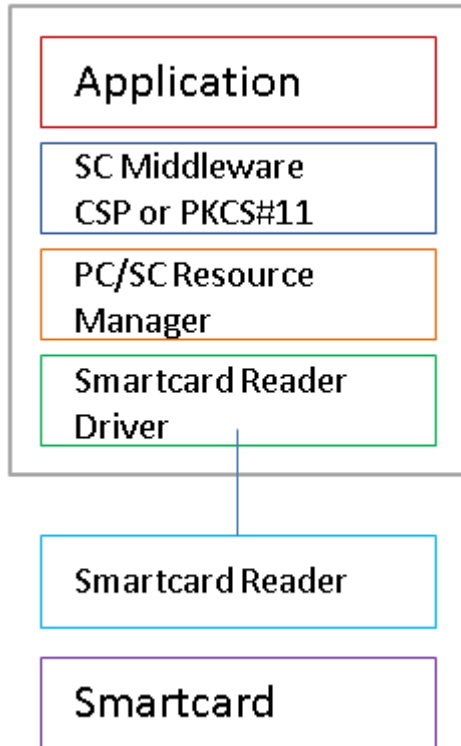 Application
SC Middleware
CSP or PKCS#11
PC/SC Resource
Manager
Smartcard Reader
Driver
Smartcard Reader
Smartcard